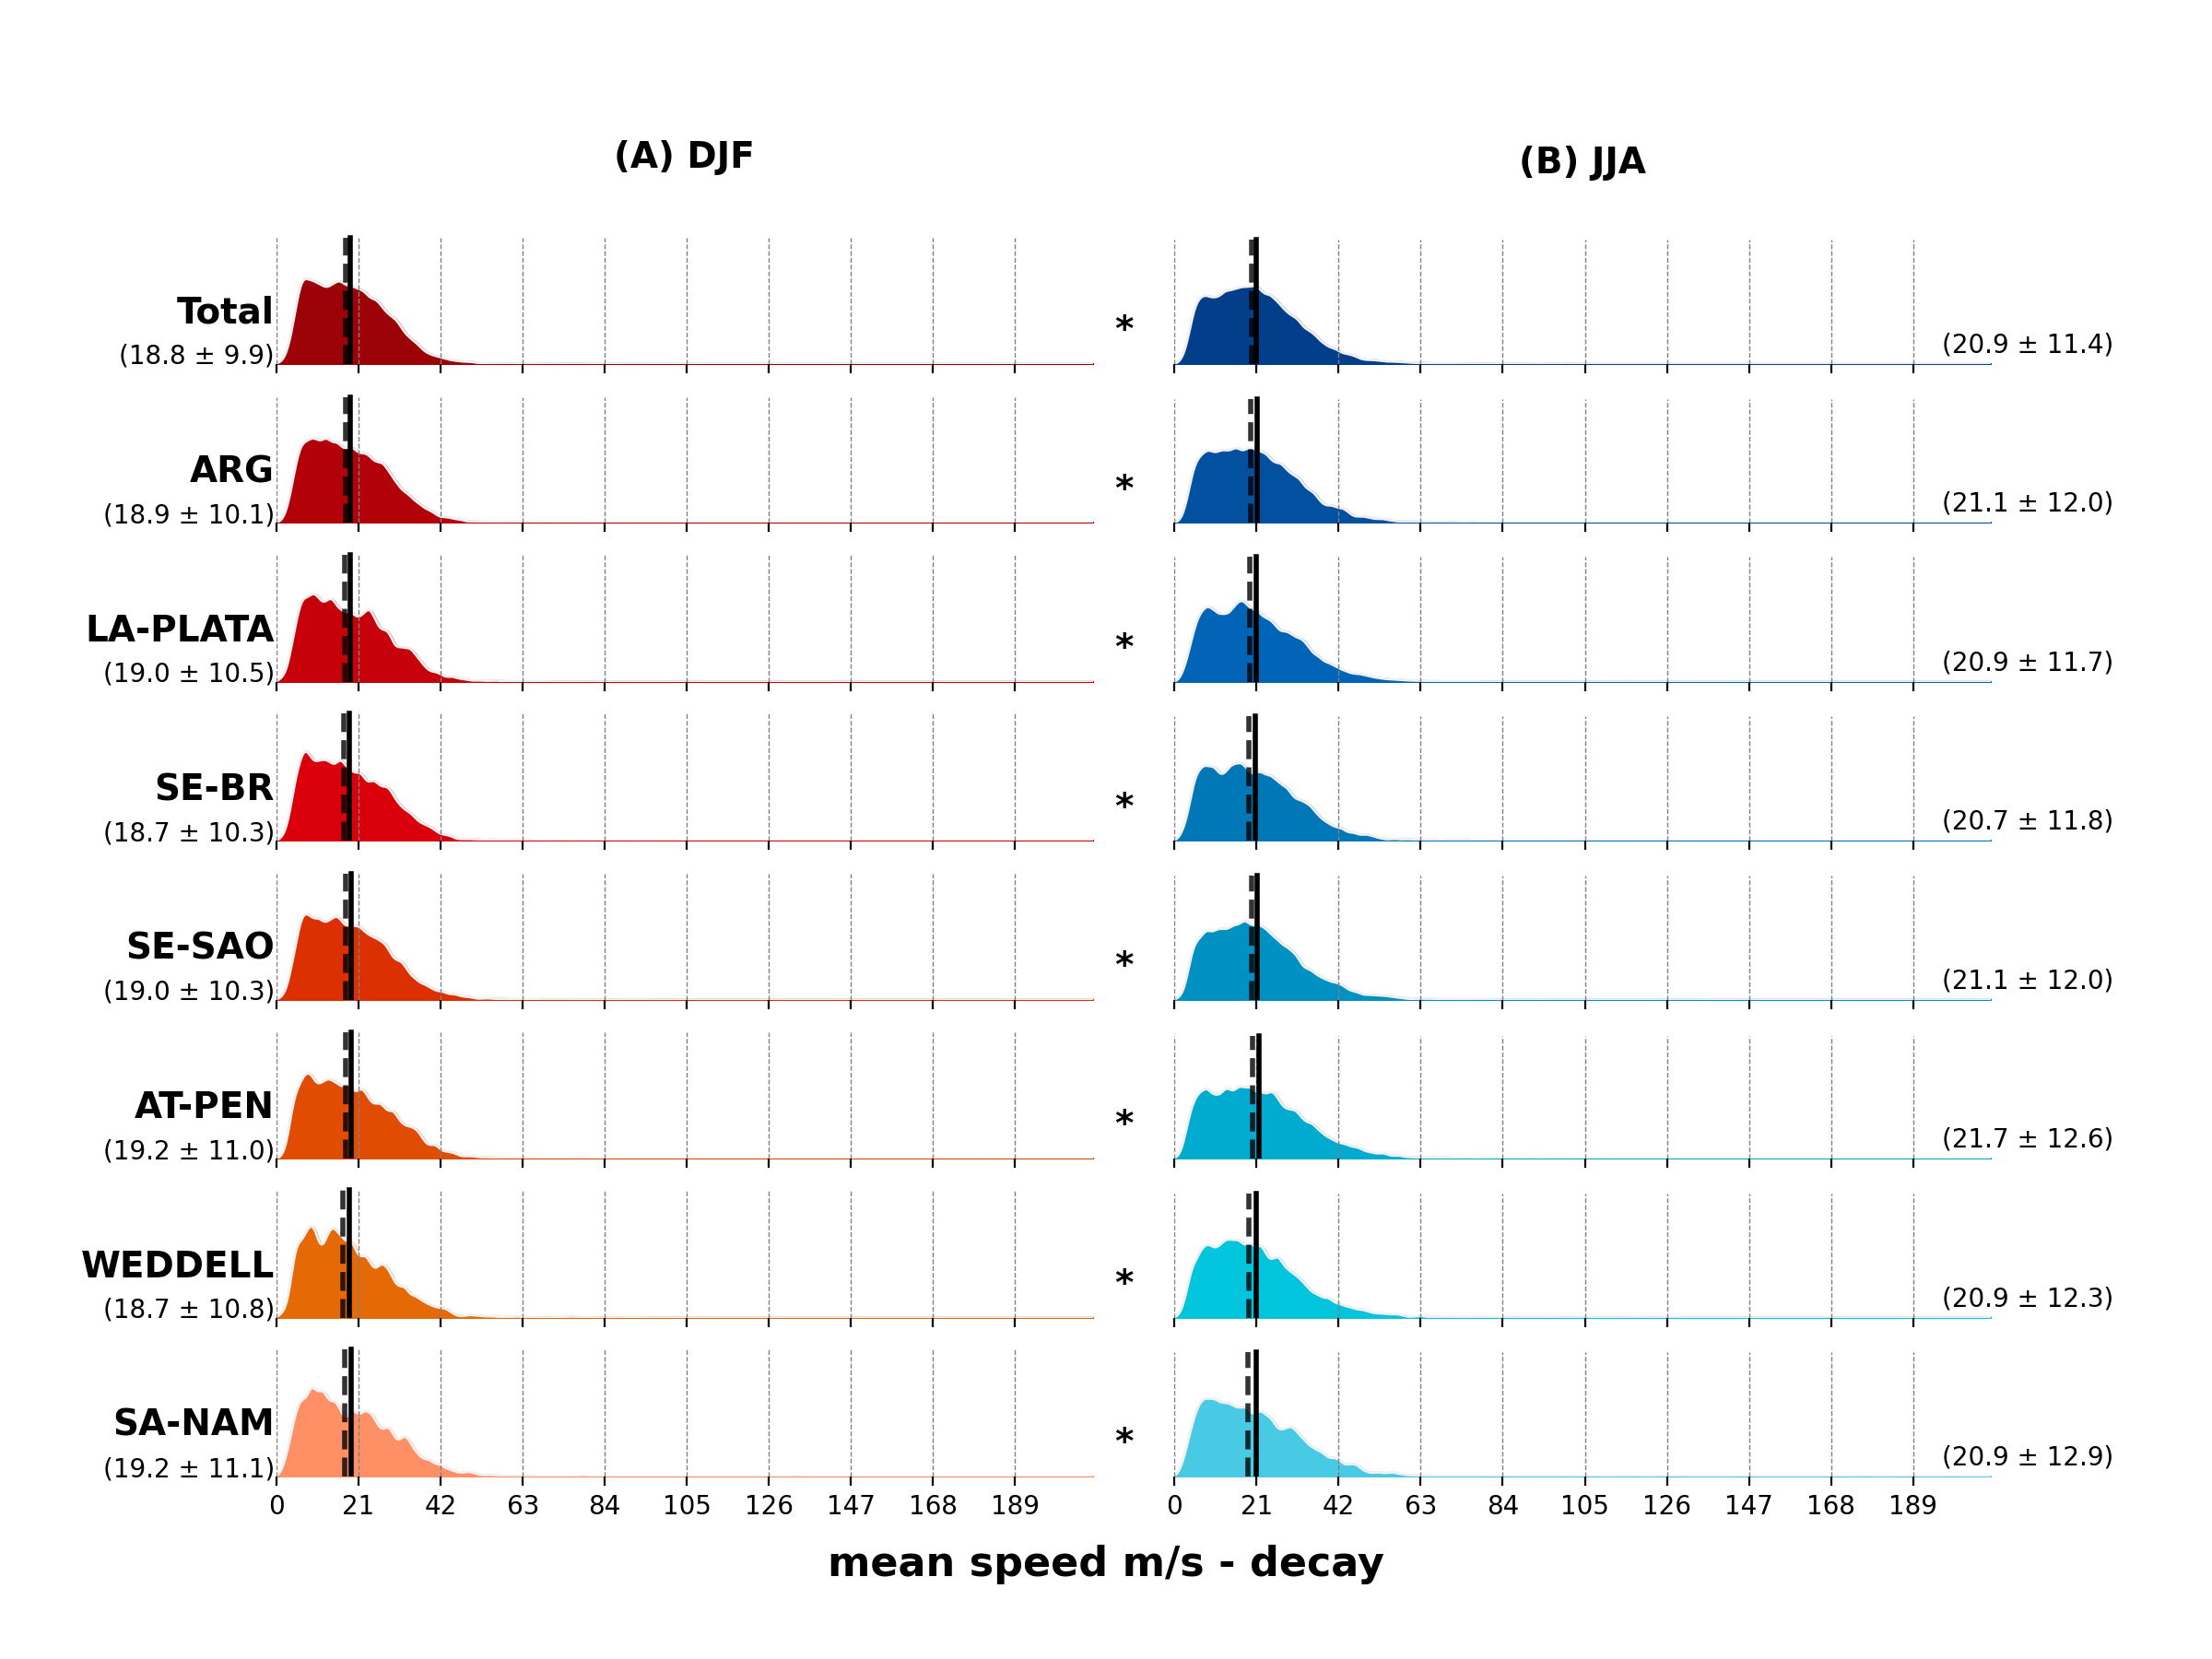 (A) DJF
(B) JJA
Total
(18.8 ± 9.9)
*
(20.9 ± 11.4)
ARG
(18.9 ± 10.1)
*
(21.1 ± 12.0)
LA-PLATA
(19.0 ± 10.5)
*
(20.9 ± 11.7)
SE-BR
(18.7 ± 10.3)
*
(20.7 ± 11.8)
SE-SAO
(19.0 ± 10.3)
*
(21.1 ± 12.0)
AT-PEN
(19.2 ± 11.0)
*
(21.7 ± 12.6)
WEDDELL
(18.7 ± 10.8)
*
(20.9 ± 12.3)
SA-NAM
(19.2 ± 11.1)
*
(20.9 ± 12.9)
0 21 42 63 84 105 126 147 168 189
0 21 42 63 84 105 126 147 168 189
mean speed m/s - decay